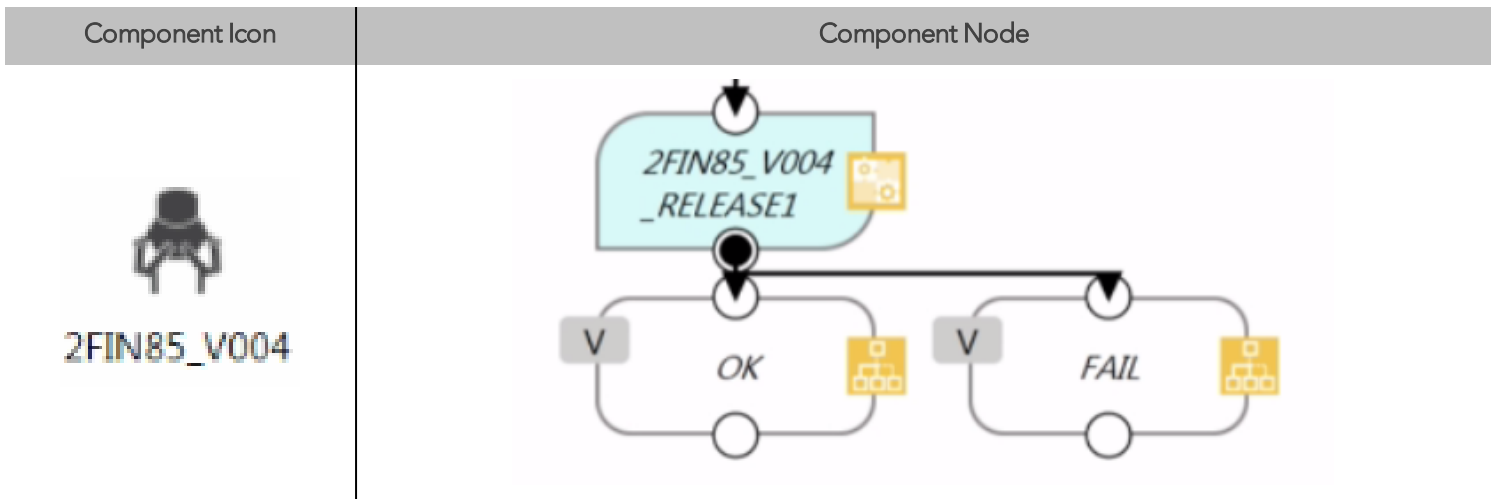 Component Icon
Component Node
2FIN85_V004
_RELEASE1
V
OK
V
FAIL
2FIN85_V004